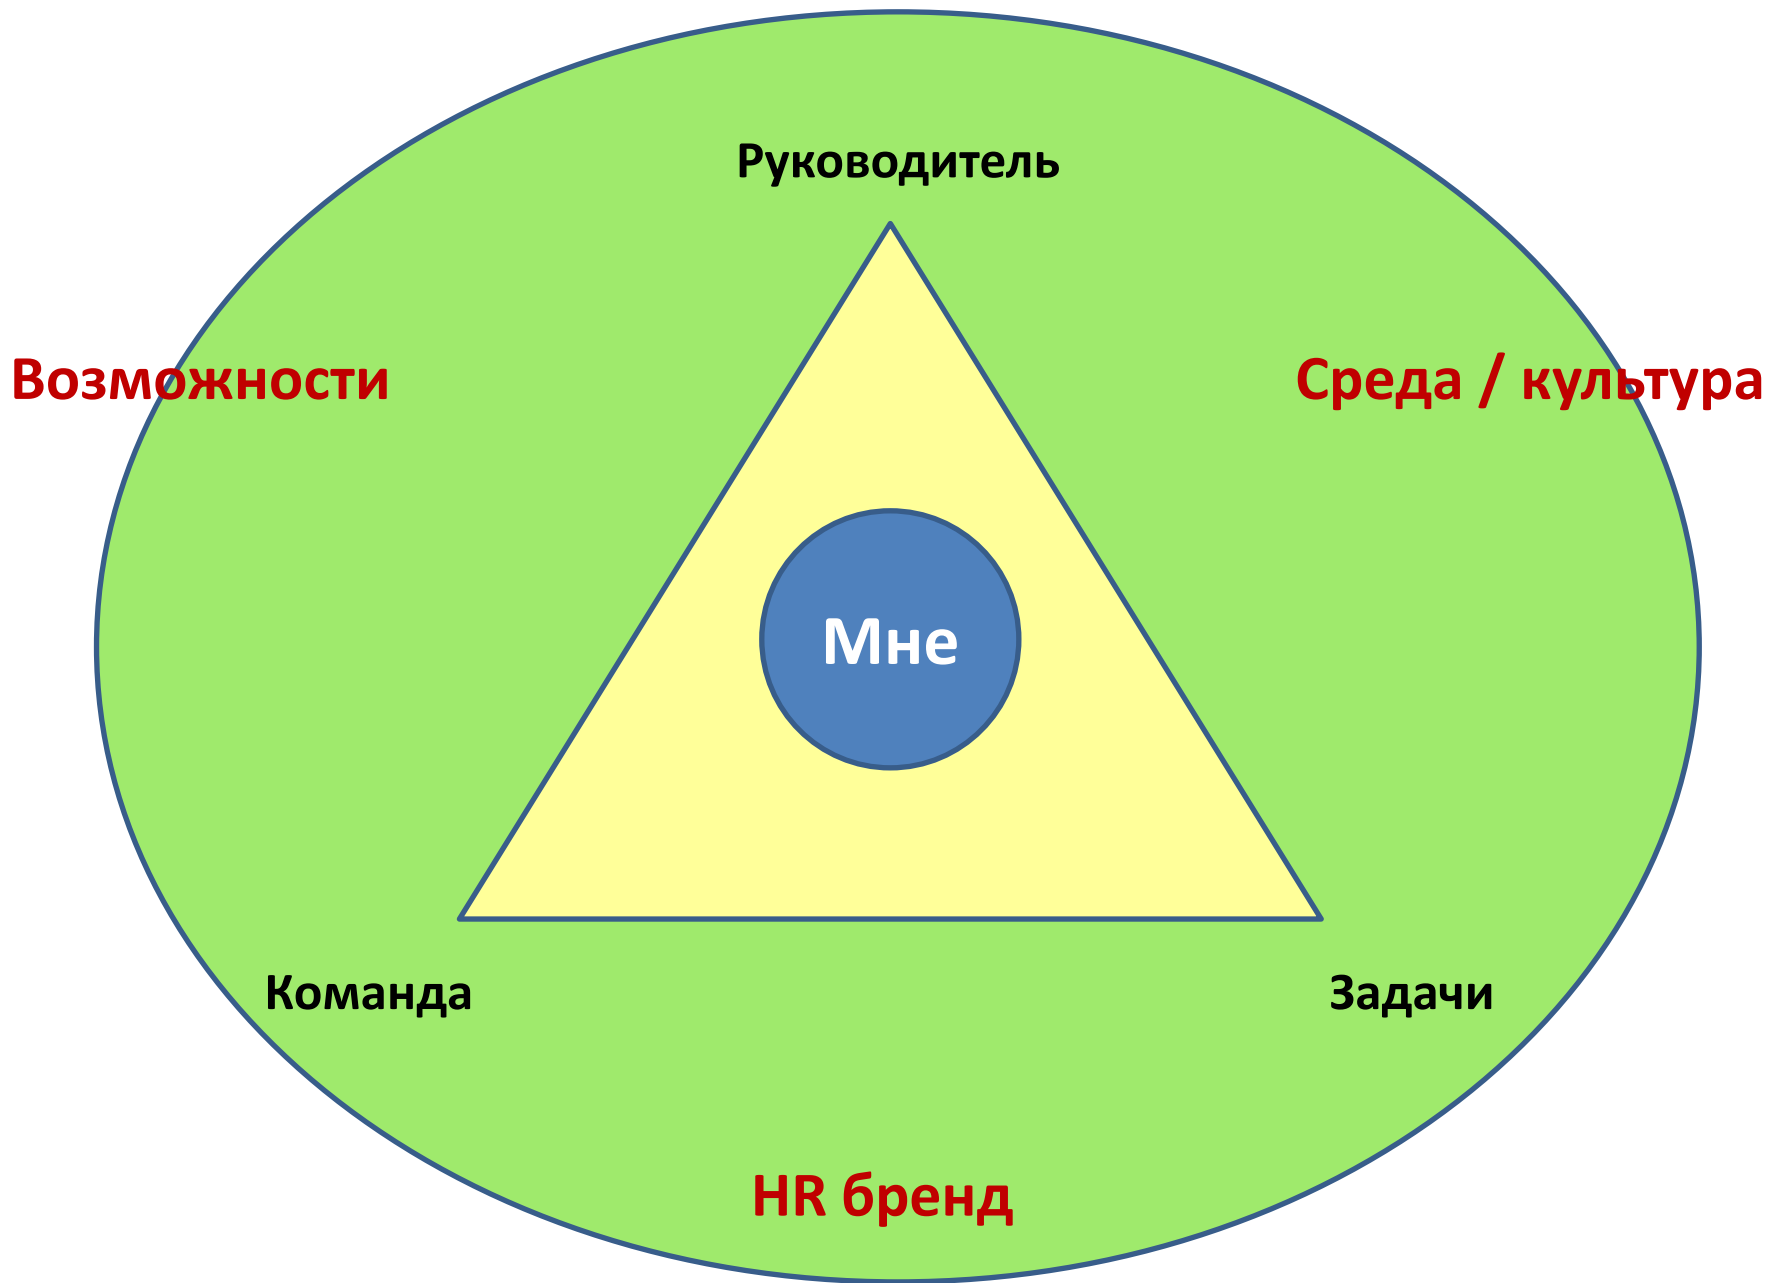 Руководитель
Возможности
Среда / культура
Мне
Команда
Задачи
HR бренд